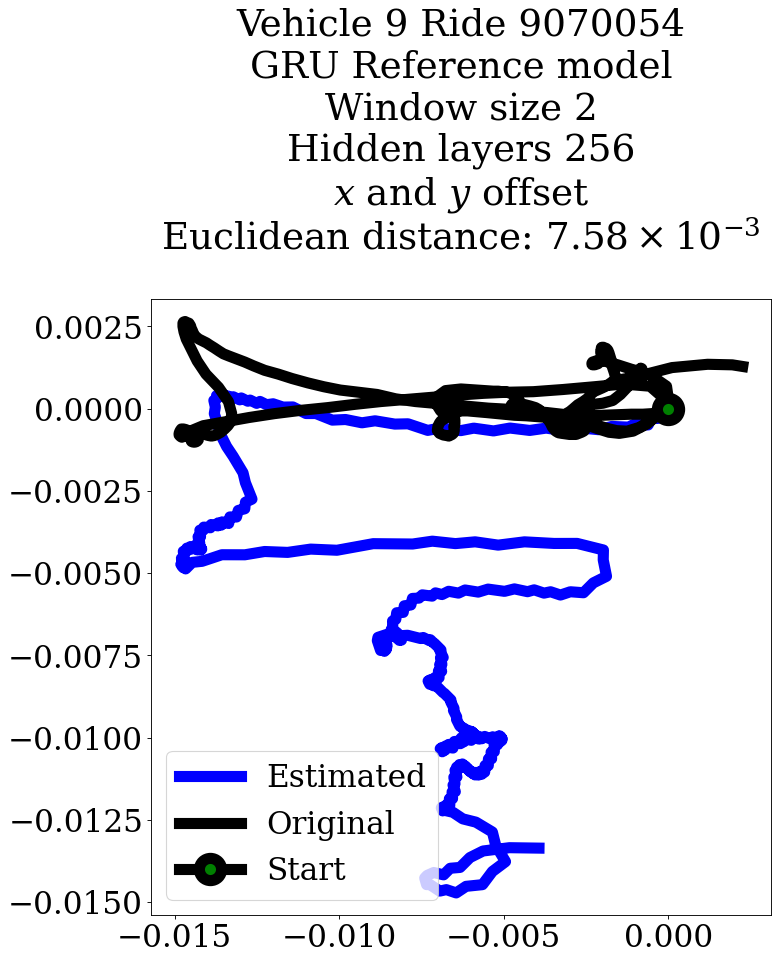 Vehicle 9 Ride 9070054
GRU Reference model
Window size 2
Hidden layers 256
x and y offset
Euclidean distance: 7.58 × 10⁻³
0.0025
0.0000
−0.0025
−0.0050
−0.0075
−0.0100
−0.0125
−0.0150
Estimated
Original
Start
−0.015 −0.010 −0.005 0.000